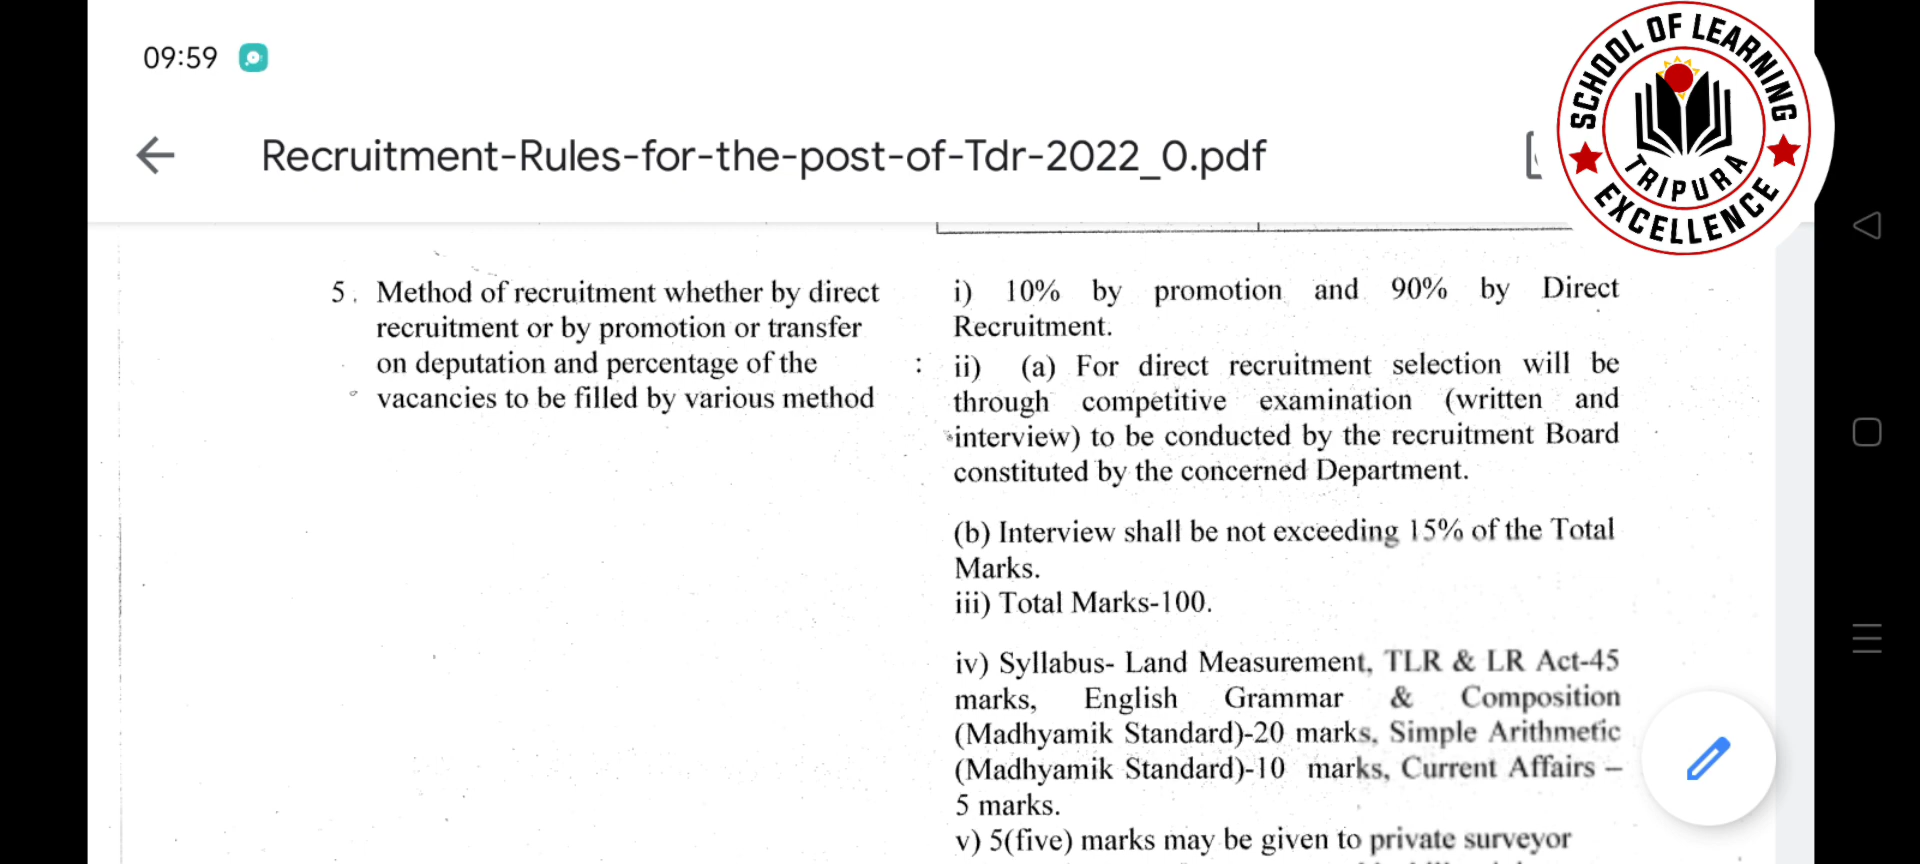 09:59
Recruitment-Rules-for-the-post-of-Tdr-2022_0.pdf
SCHOOL OF LEARNING
TRIPURA
EXCELLENCE
5. Method of recruitment whether by direct
recruitment or by promotion or transfer
on deputation and percentage of the
vacancies to be filled by various method
:
i) 10% by promotion and 90% by Direct
Recruitment.
ii) (a) For direct recruitment selection will be
through competitive examination (written and
interview) to be conducted by the recruitment Board
constituted by the concerned Department.
(b) Interview shall be not exceeding 15% of the Total
Marks.
iii) Total Marks-100.
iv) Syllabus- Land Measurement, TLR & LR Act-45
marks, English Grammar & Composition
(Madhyamik Standard)-20 marks, Simple Arithmetic
(Madhyamik Standard)-10 marks, Current Affairs –
5 marks.
v) 5(five) marks may be given to private surveyor